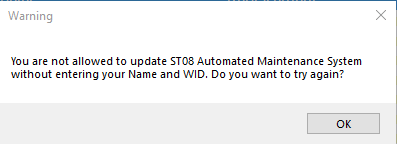 Warning
You are not allowed to update ST08 Automated Maintenance System
without entering your Name and WID. Do you want to try again?
OK